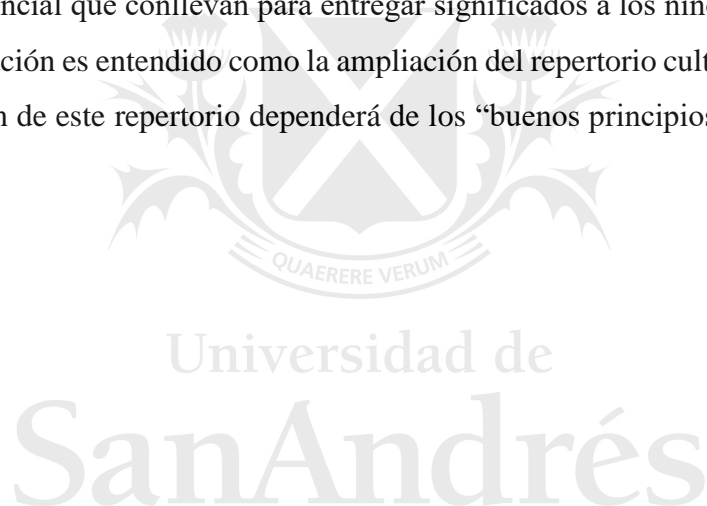 ncial que conllevan para entregar significados a los niño
ción es entendido como la ampliación del repertorio cult
n de este repertorio dependerá de los “buenos principios
QUAERERE VERUM
Universidad de
SanAndrés